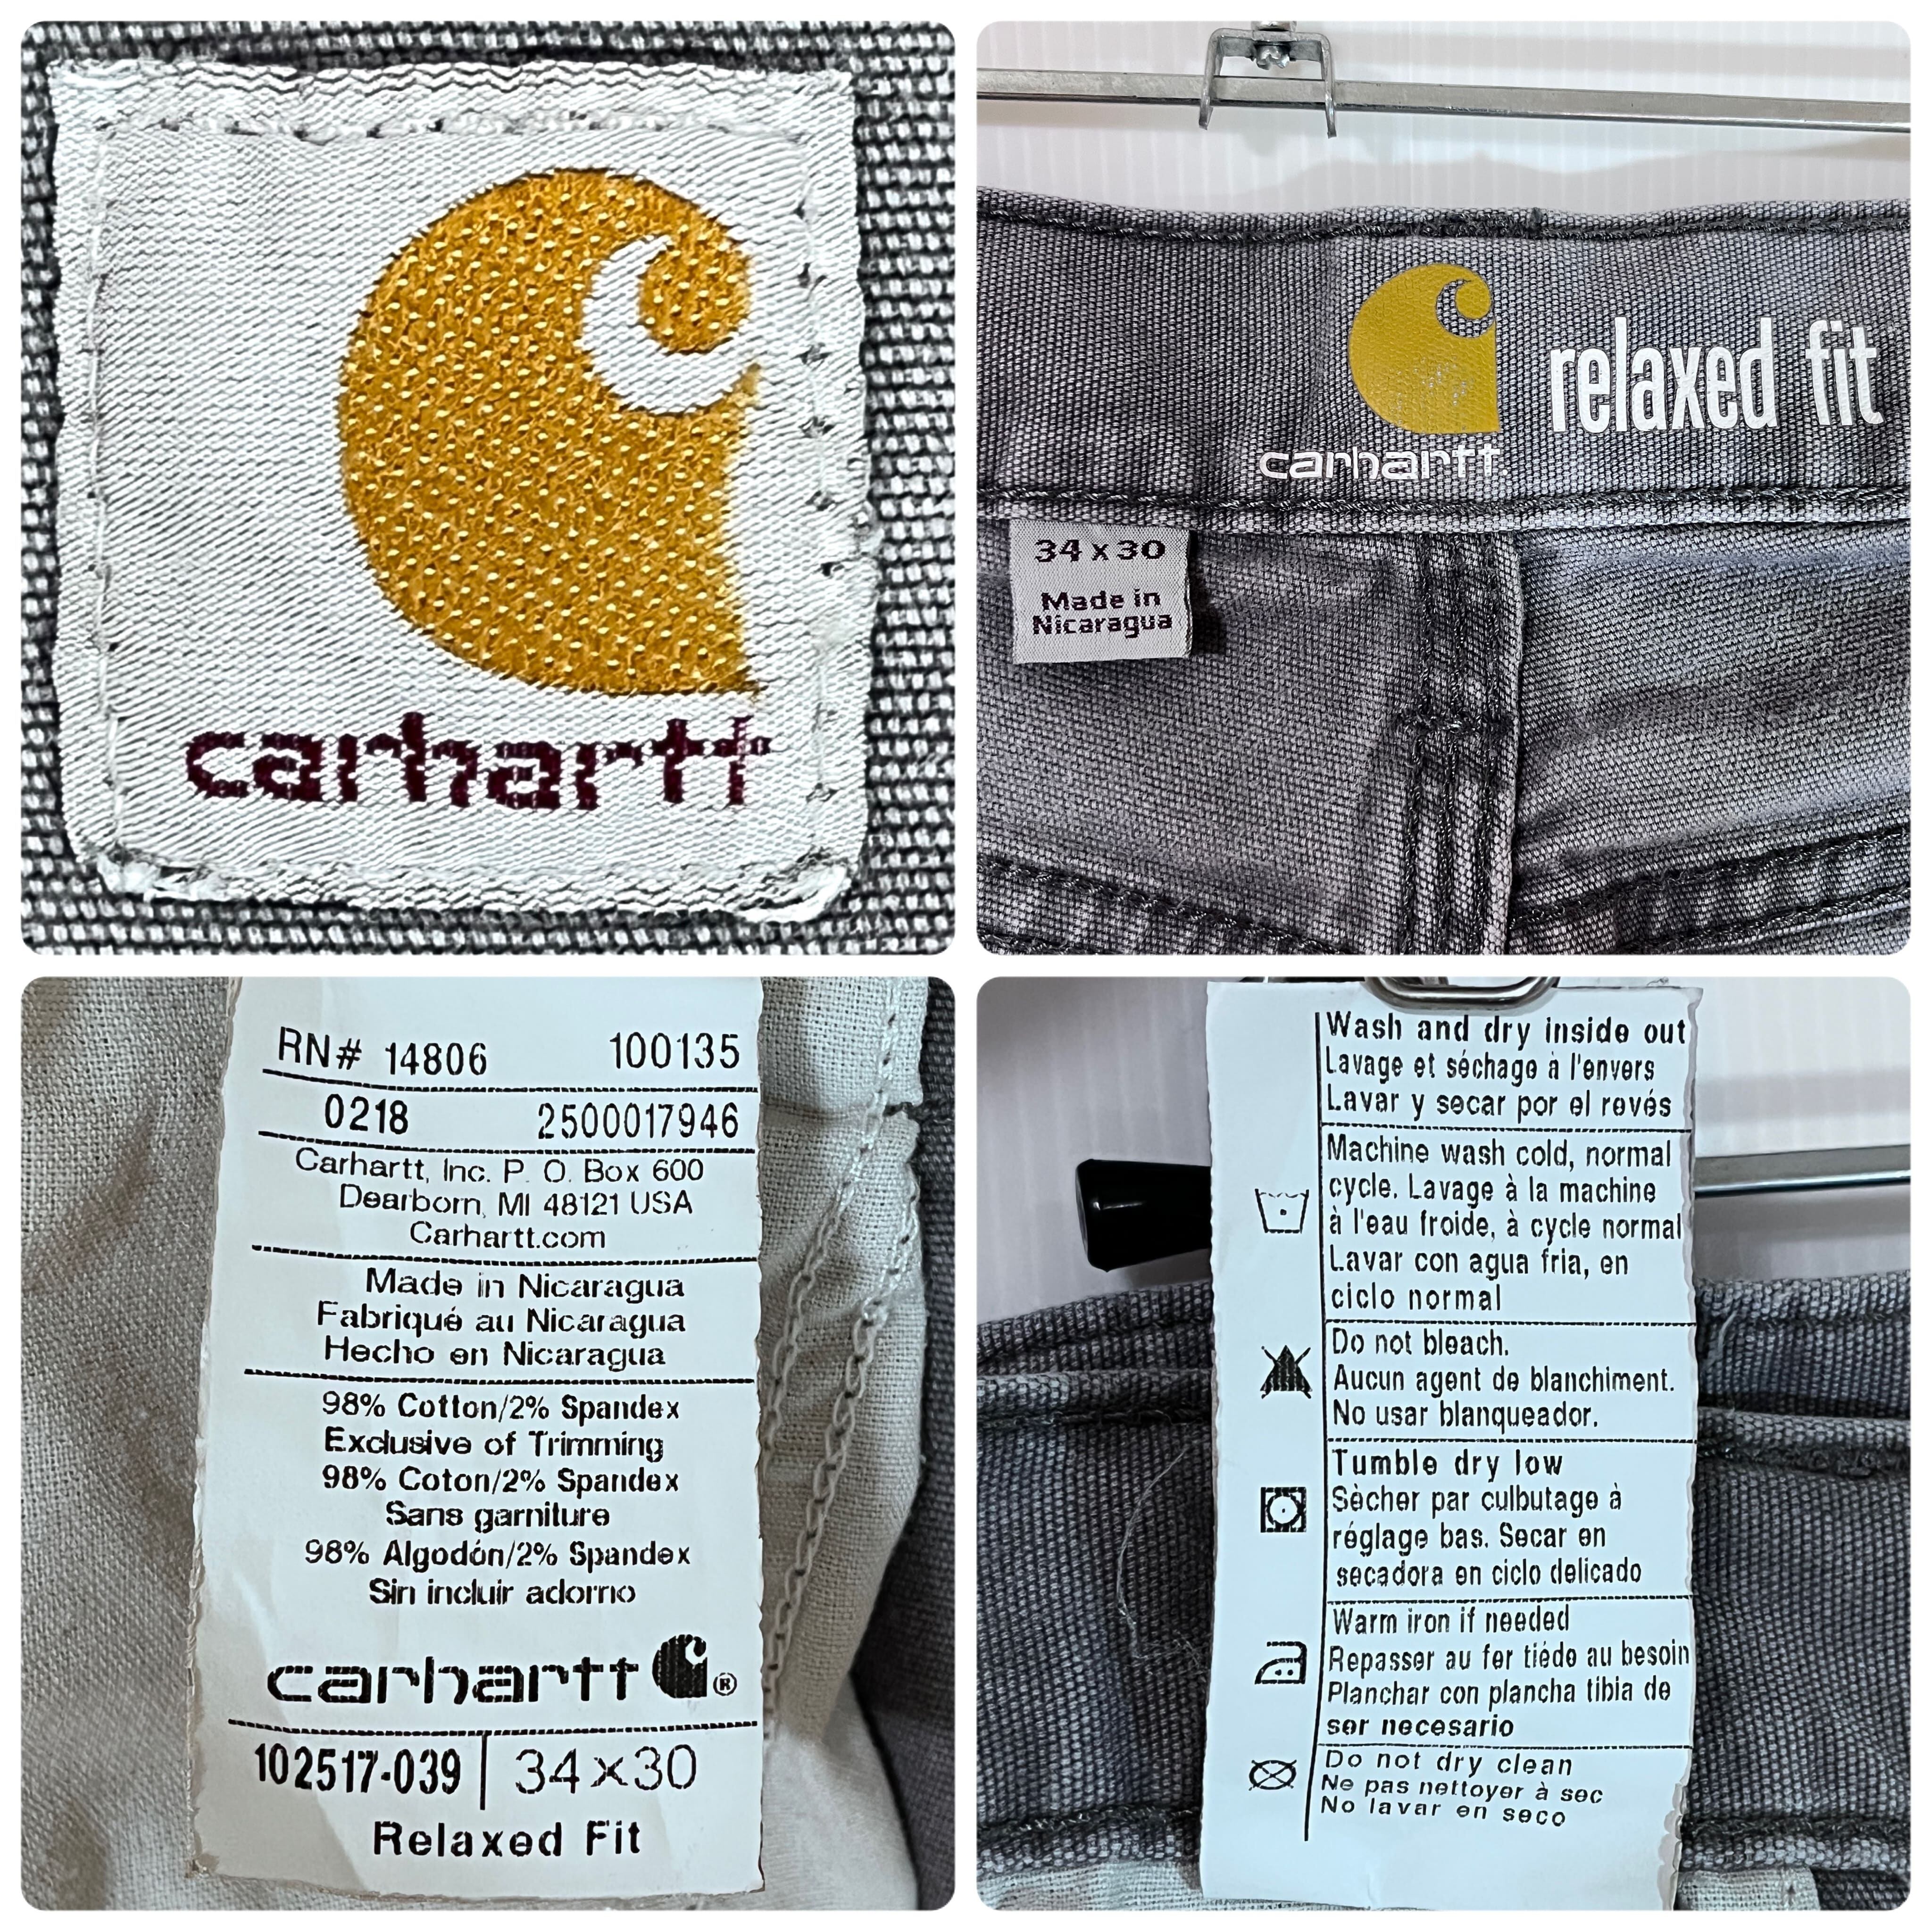 carhartt
relaxed fit
carhartt.
34 x 30
Made in
Nicaragua
RN# 14806 100135
0218 2500017946
Carhartt, Inc. P. O. Box 600
Dearborn, MI 48121 USA
Carhartt.com
Made in Nicaragua
Fabriqué au Nicaragua
Hecho en Nicaragua
98% Cotton/2% Spandex
Exclusive of Trimming
98% Coton/2% Spandex
Sans garniture
98% Algodón/2% Spandex
Sin incluir adorno
carhartt ®
102517-039 | 34x30
Relaxed Fit
Wash and dry inside out
Lavage et séchage à l'envers
Lavar y secar por el revés
Machine wash cold, normal
cycle. Lavage à la machine
à l'eau froide, à cycle normal
Lavar con agua fria, en
ciclo normal
Do not bleach.
Aucun agent de blanchiment.
No usar blanqueador.
Tumble dry low
Sècher par culbutage à
réglage bas. Secar en
secadora en ciclo delicado
Warm iron if needed
Repasser au fer tiéde au besoin
Planchar con plancha tibia de
ser necesario
Do not dry clean
Ne pas nettoyer à sec
No lavar en seco